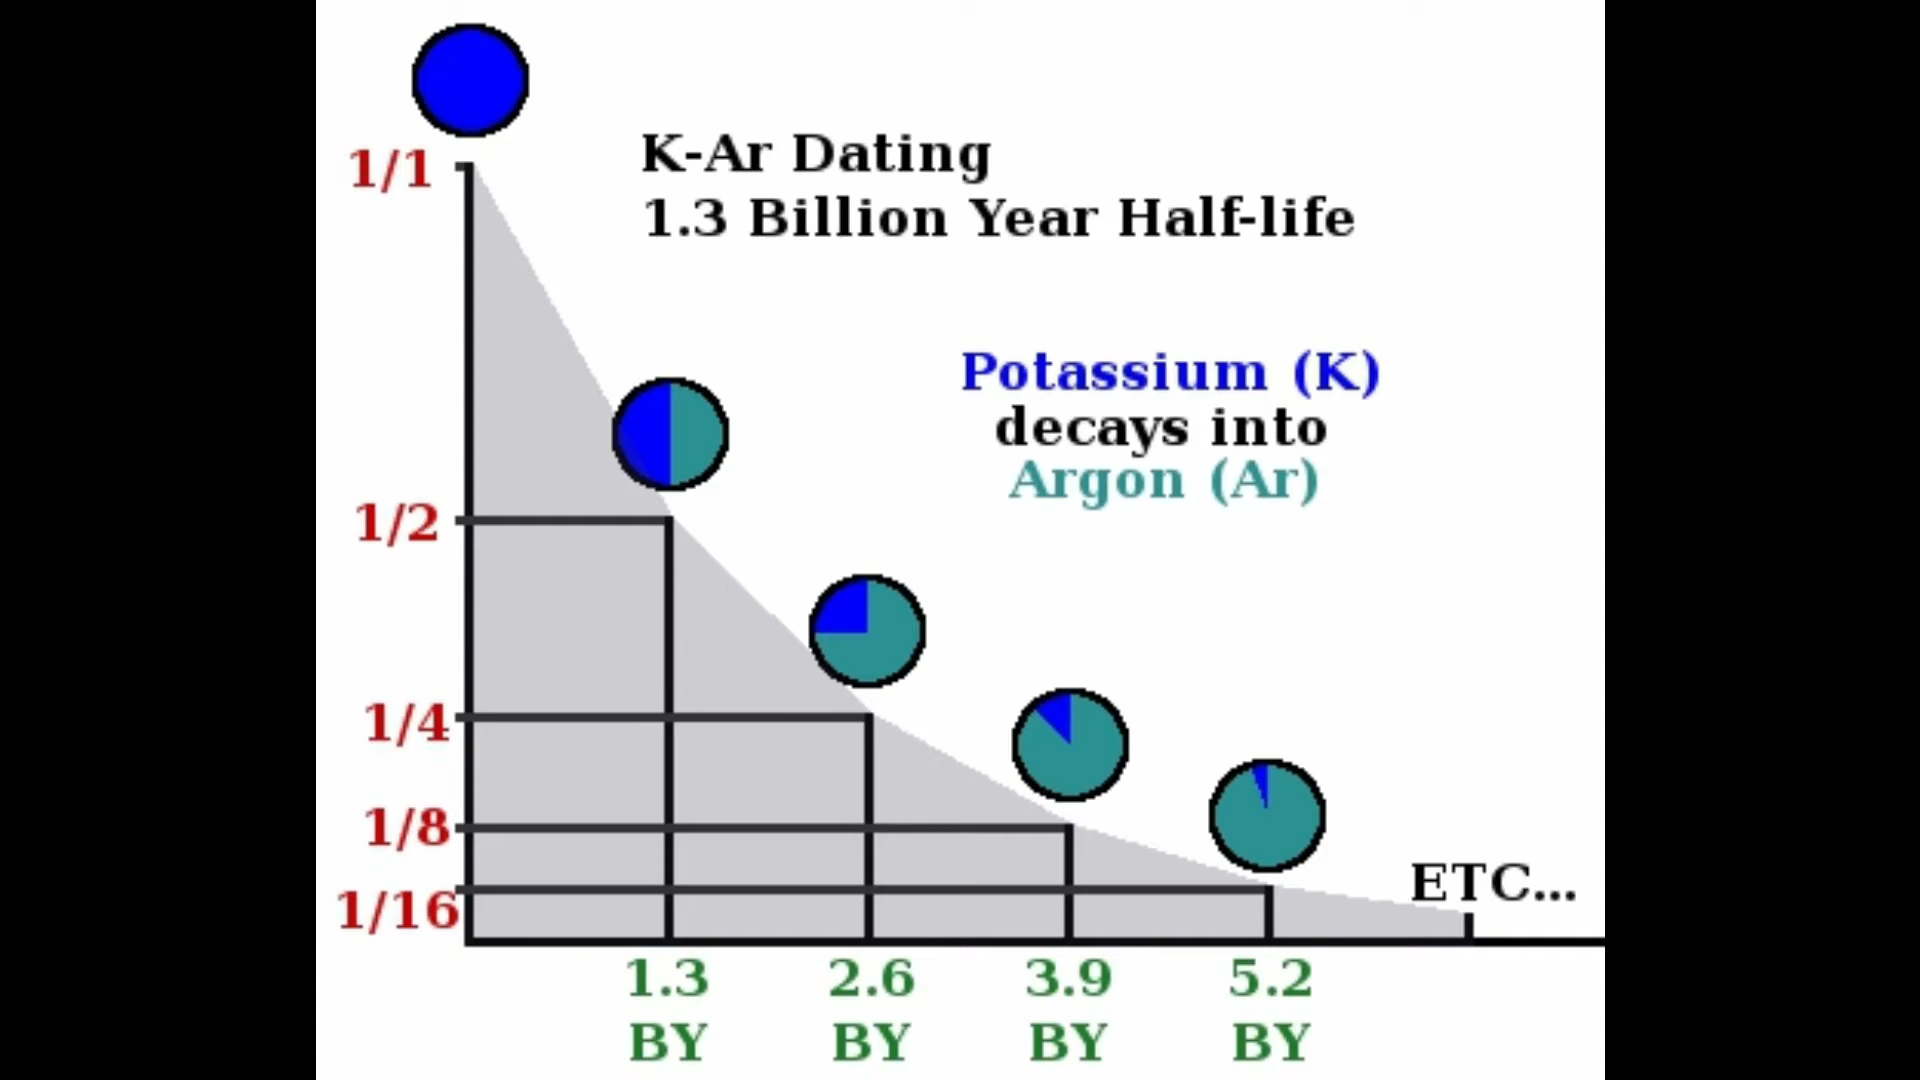 K-Ar Dating
1.3 Billion Year Half-life
Potassium (K)
decays into
Argon (Ar)
1/1
1/2
1/4
1/8
1/16
ETC...
1.3 BY
2.6 BY
3.9 BY
5.2 BY